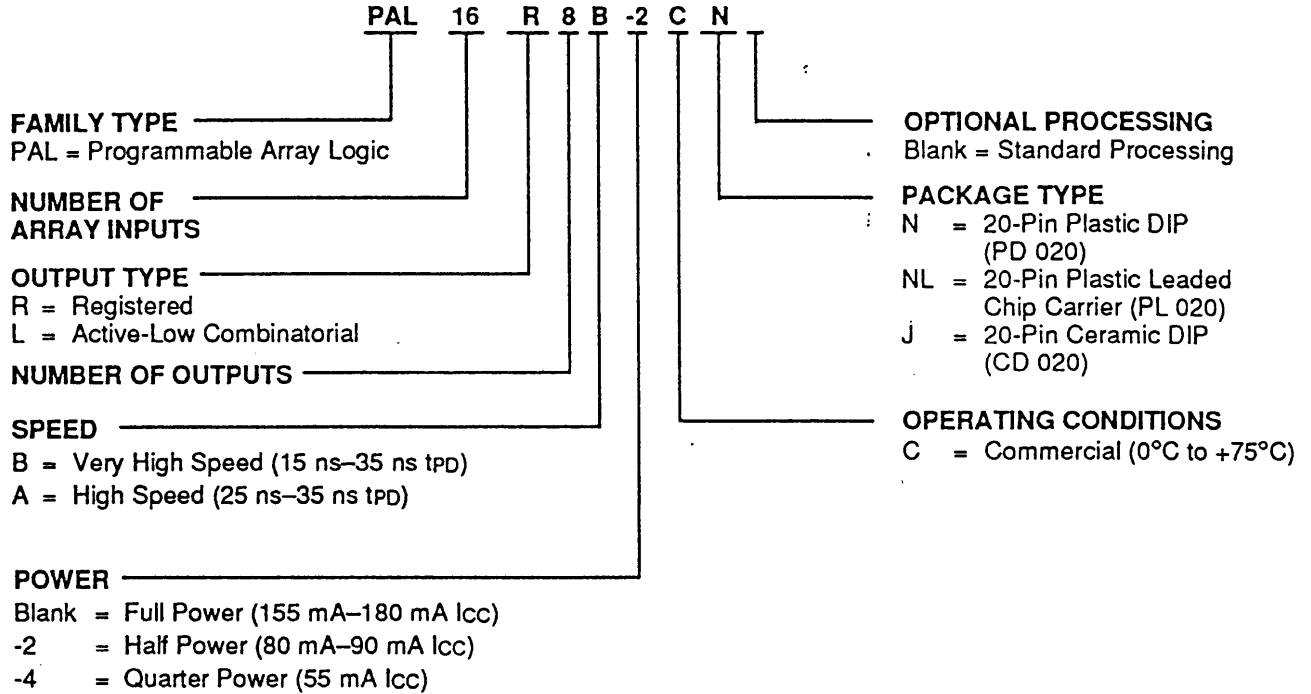 PAL 16 R 8 B -2 C N
FAMILY TYPE
PAL = Programmable Array Logic
NUMBER OF
ARRAY INPUTS
OUTPUT TYPE
R = Registered
L = Active-Low Combinatorial
NUMBER OF OUTPUTS
SPEED
B = Very High Speed (15 ns–35 ns tPD)
A = High Speed (25 ns–35 ns tPD)
POWER
Blank = Full Power (155 mA–180 mA ICC)
-2 = Half Power (80 mA–90 mA ICC)
-4 = Quarter Power (55 mA ICC)
OPTIONAL PROCESSING
Blank = Standard Processing
PACKAGE TYPE
N = 20-Pin Plastic DIP
(PD 020)
NL = 20-Pin Plastic Leaded
Chip Carrier (PL 020)
J = 20-Pin Ceramic DIP
(CD 020)
OPERATING CONDITIONS
C = Commercial (0°C to +75°C)